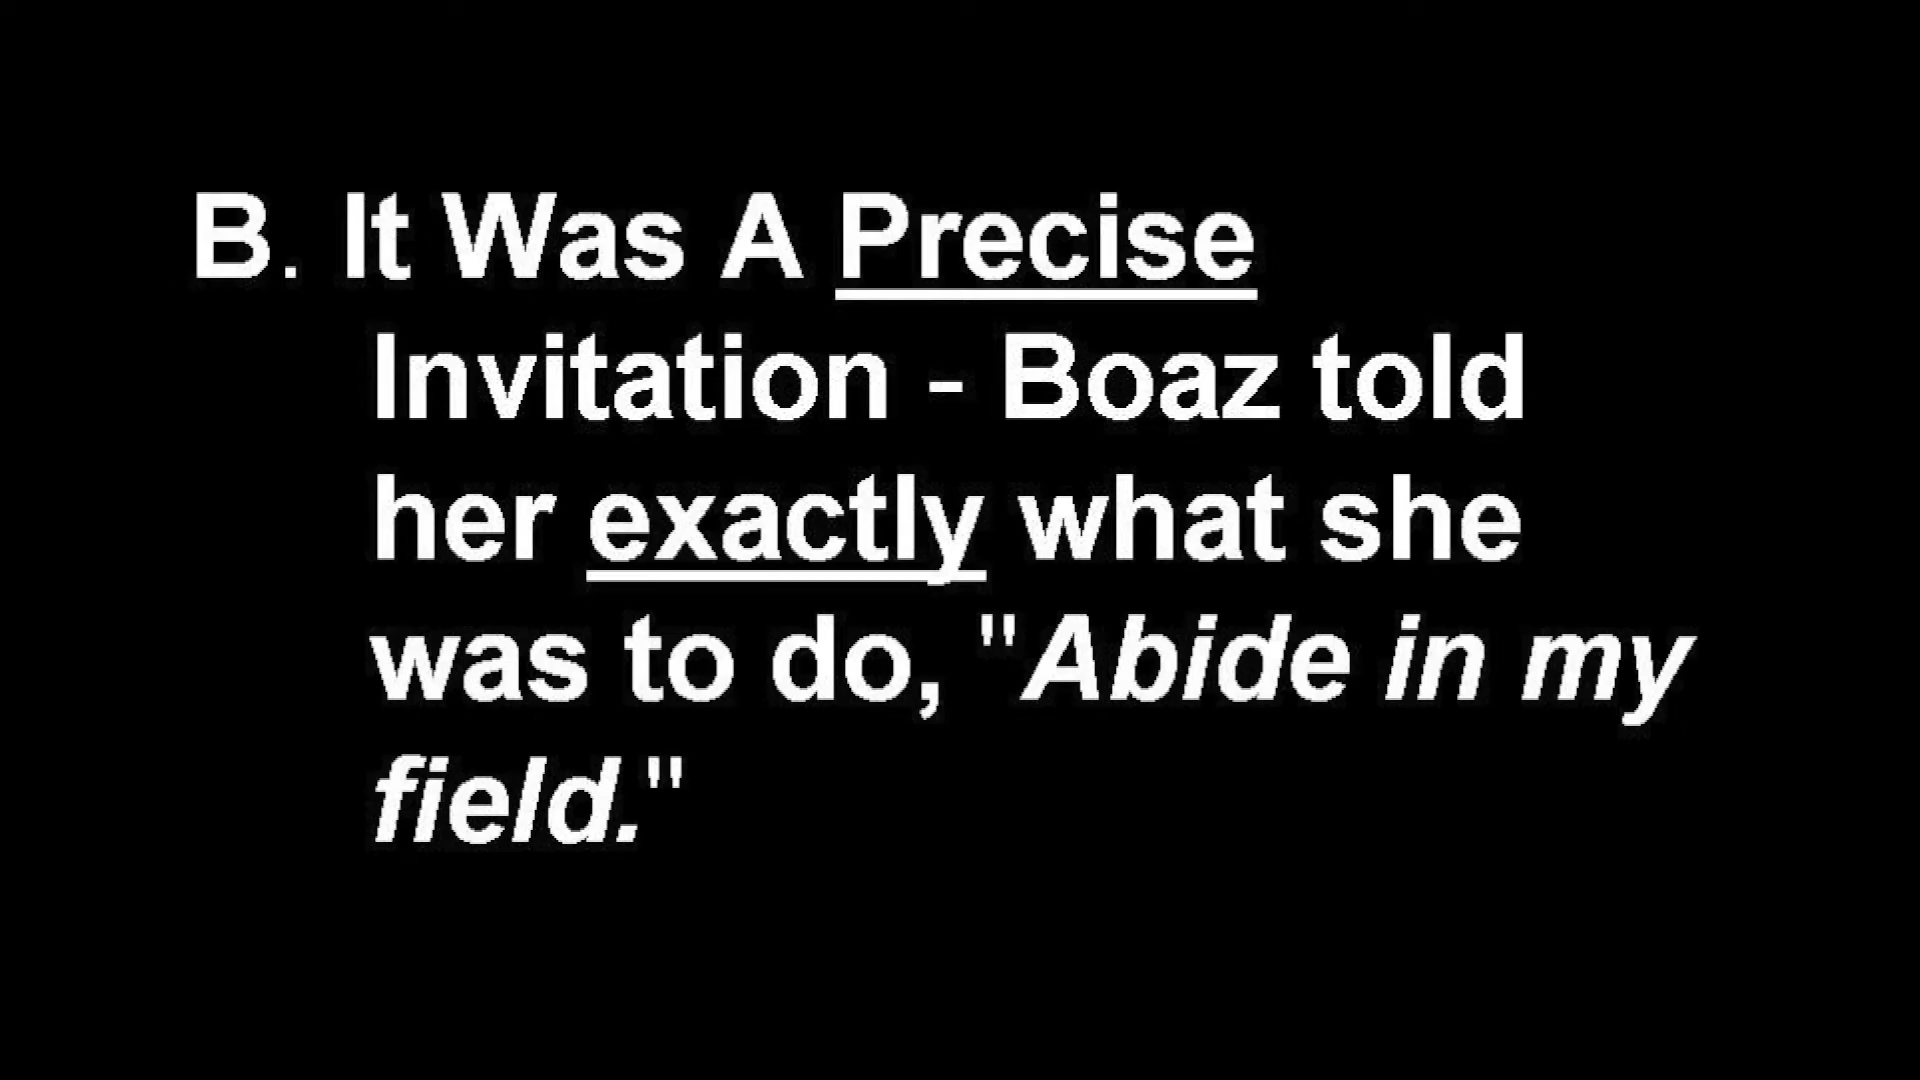 B. It Was A Precise
Invitation - Boaz told
her exactly what she
was to do, "Abide in my
field."